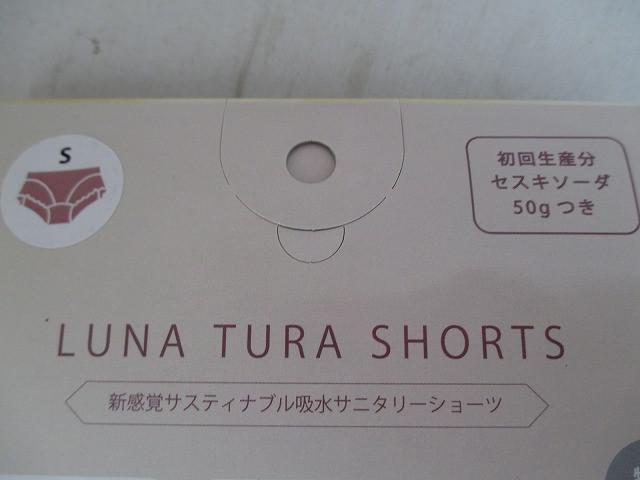 S
初回生産分
セスキソーダ
50gつき
LUNA TURA SHORTS
新感覚サスティナブル吸水サニタリーショーツ